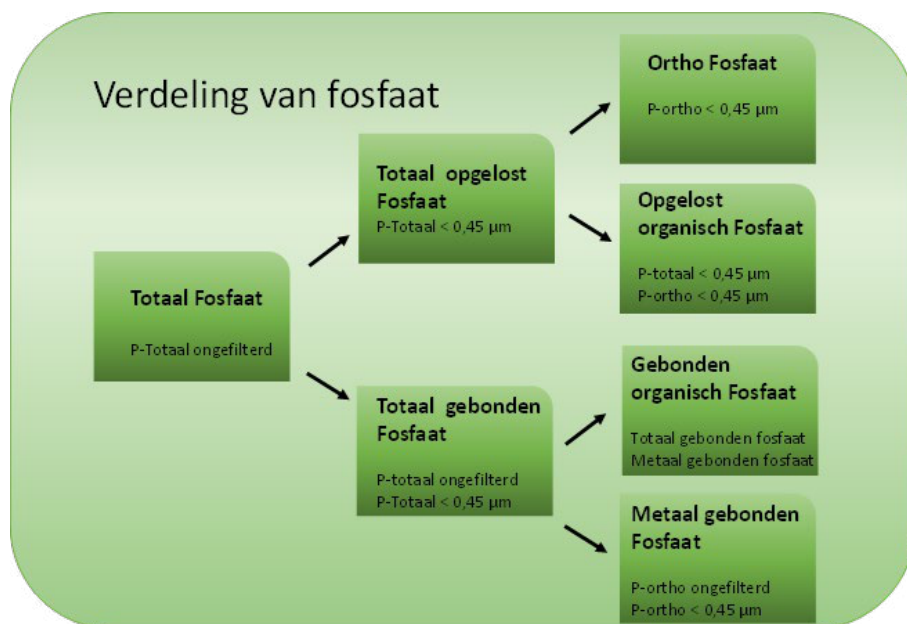 Verdeling van fosfaat
Totaal Fosfaat
P-Totaal ongefilterd
Totaal opgelost
Fosfaat
P-Totaal < 0,45 µm
Totaal gebonden
Fosfaat
P-totaal ongefilterd
P-Totaal < 0,45 µm
Ortho Fosfaat
P-ortho < 0,45 µm
Opgelost
organisch Fosfaat
P-totaal < 0,45 µm
P-ortho < 0,45 µm
Gebonden
organisch Fosfaat
Totaal gebonden fosfaat
Metaal gebonden fosfaat
Metaal gebonden
Fosfaat
P-ortho ongefilterd
P-ortho < 0,45 µm